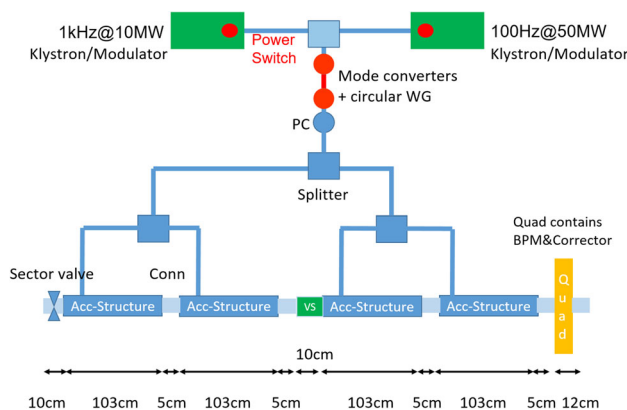 1kHz@10MW
Klystron/Modulator
Power
Switch
100Hz@50MW
Klystron/Modulator
Mode converters
+ circular WG
PC
Splitter
Quad contains
BPM&Corrector
Sector valve
Conn
Acc-Structure
Acc-Structure
VS
Acc-Structure
Acc-Structure
Quad
10cm
10cm
103cm
5cm
103cm
5cm
103cm
5cm
103cm
5cm
12cm